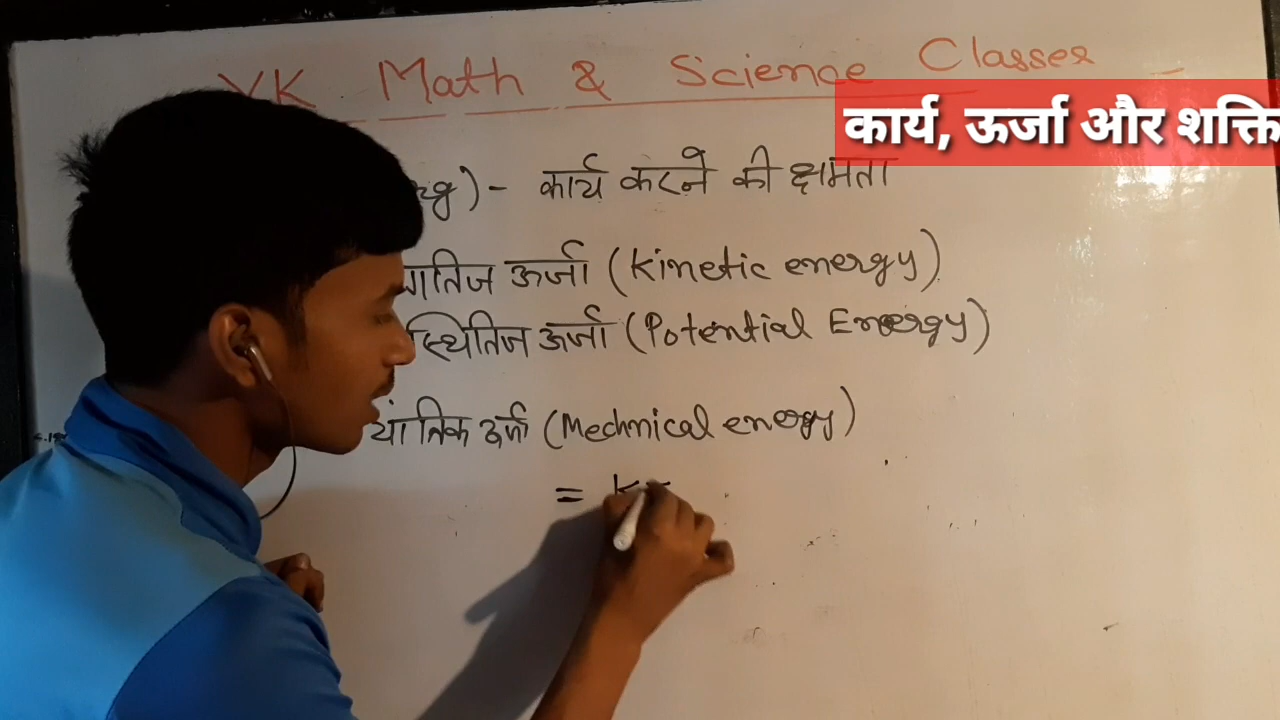 YK Math & Science Classes
कार्य, ऊर्जा और शक्ति
rg) - कार्य करने की क्षमता
गतिज ऊर्जा (Kinetic energy)
स्थितिज ऊर्जा (Potential Energy)
यांत्रिक ऊर्जा (Mechnical energy)
= K